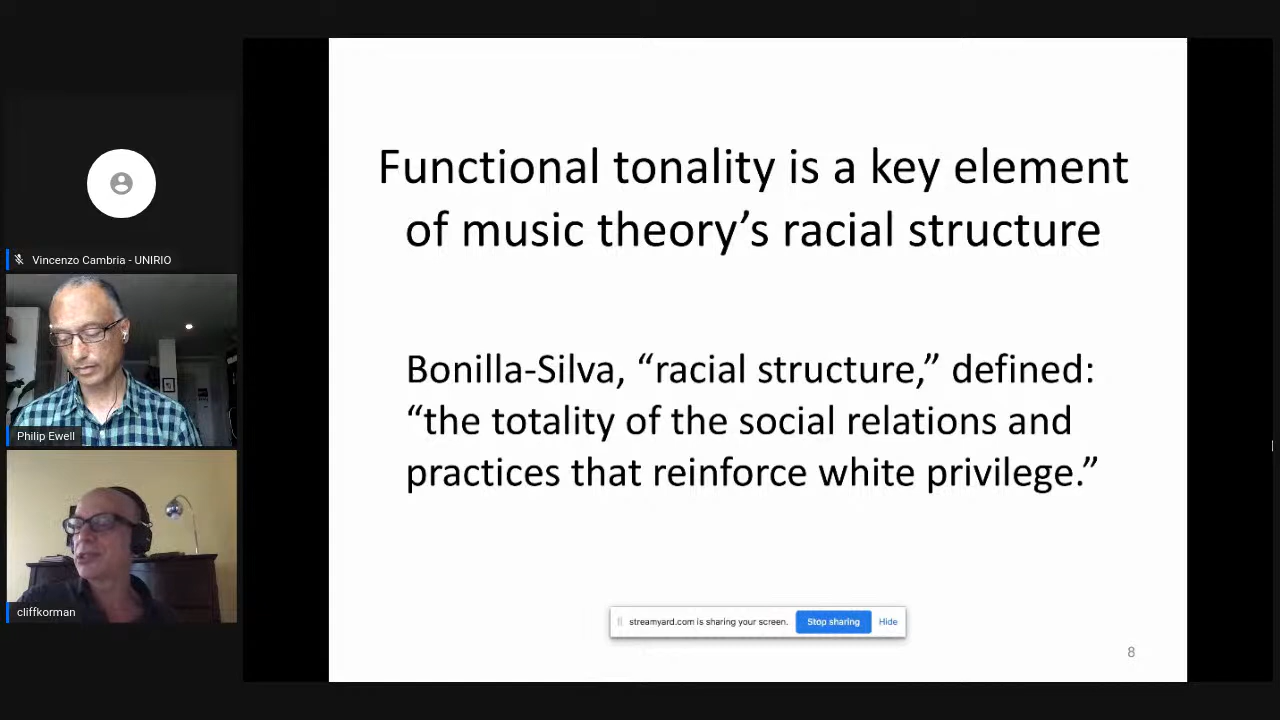 Vincenzo Cambria - UNIRIO
Philip Ewell
cliffkorman
Functional tonality is a key element
of music theory’s racial structure
Bonilla-Silva, “racial structure,” defined:
“the totality of the social relations and
practices that reinforce white privilege.”
streamyard.com is sharing your screen. Stop sharing Hide
8